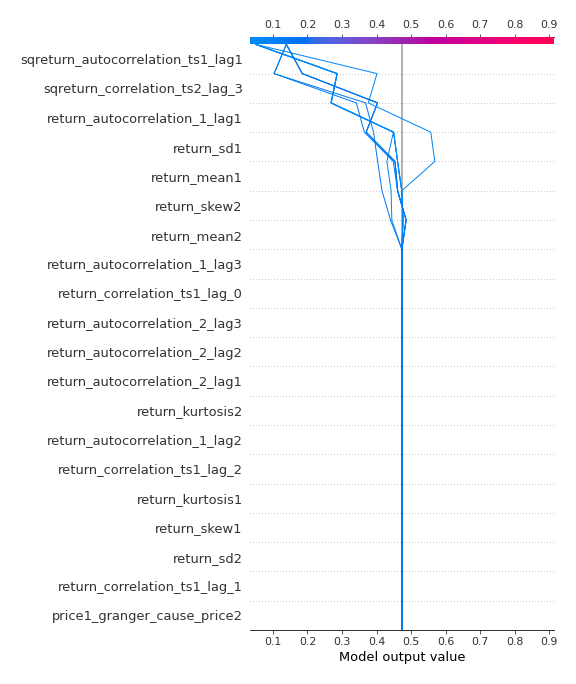 0.1 0.2 0.3 0.4 0.5 0.6 0.7 0.8 0.9
sqreturn_autocorrelation_ts1_lag1
sqreturn_correlation_ts2_lag_3
return_autocorrelation_1_lag1
return_sd1
return_mean1
return_skew2
return_mean2
return_autocorrelation_1_lag3
return_correlation_ts1_lag_0
return_autocorrelation_2_lag3
return_autocorrelation_2_lag2
return_autocorrelation_2_lag1
return_kurtosis2
return_autocorrelation_1_lag2
return_correlation_ts1_lag_2
return_kurtosis1
return_skew1
return_sd2
return_correlation_ts1_lag_1
price1_granger_cause_price2
0.1 0.2 0.3 0.4 0.5 0.6 0.7 0.8 0.9
Model output value